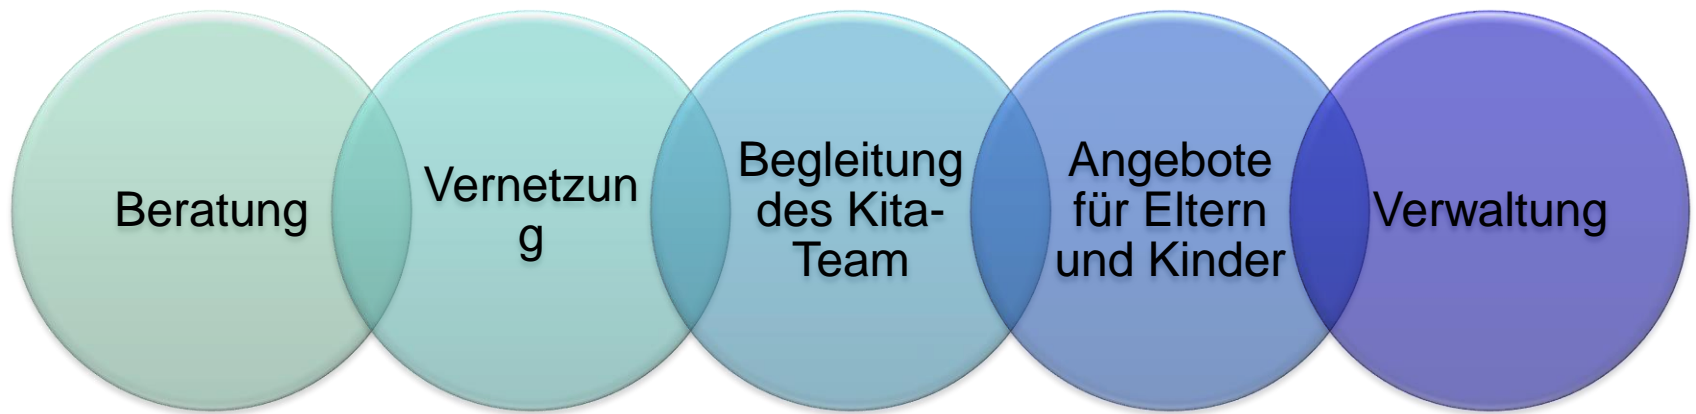 Beratung
Vernetzun
g
Begleitung
des Kita-
Team
Angebote
für Eltern
und Kinder
Verwaltung